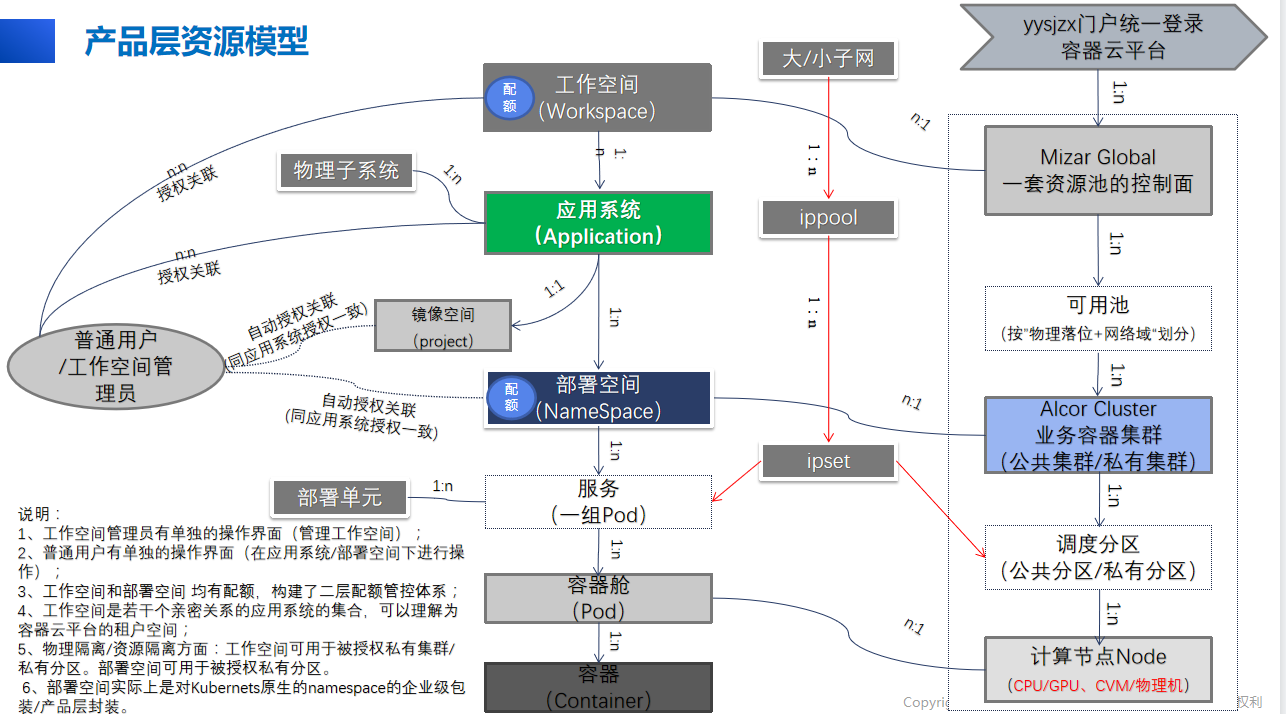 产品层资源模型
yysjzx门户统一登录
容器云平台
大/小子网
配
额
工作空间
（Workspace）
1:n
n:1
n:n
授权关联
1:
n
1:n
Mizar Global
一套资源池的控制面
物理子系统
1:n
应用系统
（Application）
ippool
n:n
授权关联
1:n
1:1
自动授权关联
(同应用系统授权一致)
镜像空间
（project）
1:n
1:n
可用池
（按”物理落位+网络域“划分）
普通用户
/工作空间管
理员
1:n
配
额
部署空间
（NameSpace）
n:1
Alcor Cluster
业务容器集群
（公共集群/私有集群）
自动授权关联
(同应用系统授权一致)
1:n
ipset
部署单元
1:n
服务
（一组Pod）
1:n
调度分区
（公共分区/私有分区）
1:n
容器舱
（Pod）
1:n
n:1
1:n
容器
（Container）
计算节点Node
（CPU/GPU、CVM/物理机）
说明：
1、工作空间管理员有单独的操作界面（管理工作空间）；
2、普通用户有单独的操作界面（在应用系统/部署空间下进行操
作）；
3、工作空间和部署空间 均有配额，构建了二层配额管控体系；
4、工作空间是若干个亲密关系的应用系统的集合，可以理解为
容器云平台的租户空间；
5、物理隔离/资源隔离方面：工作空间可用于被授权私有集群/
私有分区。部署空间可用于被授权私有分区。
6、部署空间实际上是对Kubernets原生的namespace的企业级包
装/产品层封装。
权利